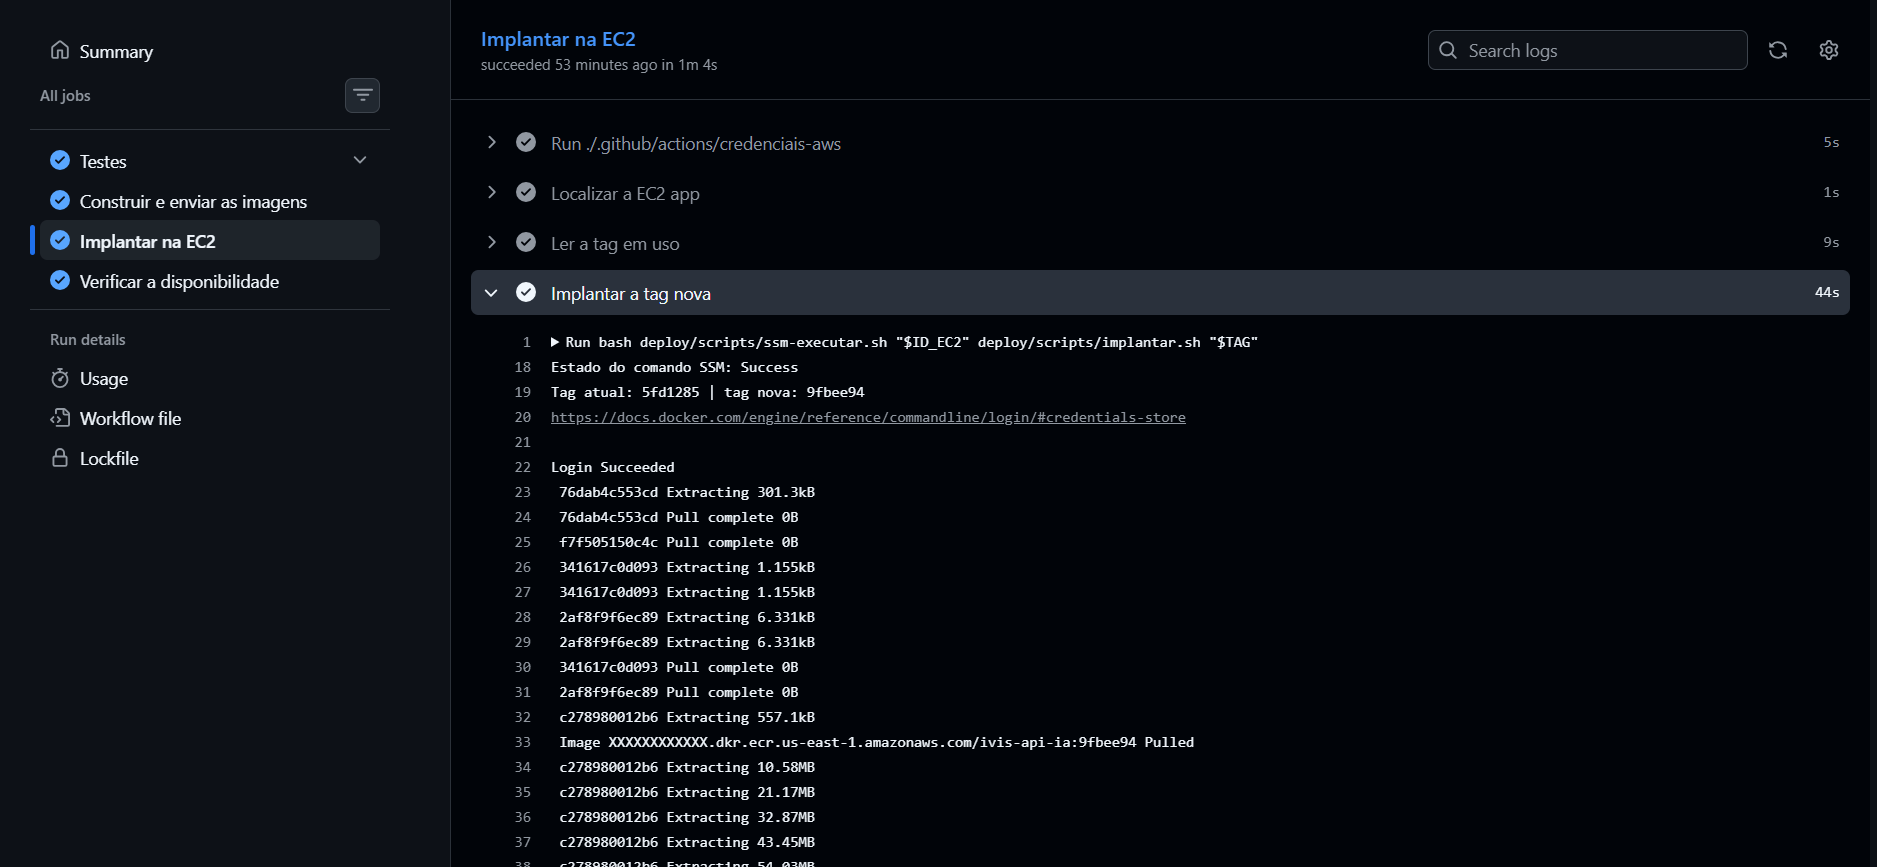 Summary
All jobs
Testes
Construir e enviar as imagens
Implantar na EC2
Verificar a disponibilidade
Run details
Usage
Workflow file
Lockfile
Implantar na EC2
succeeded 53 minutes ago in 1m 4s
Search logs
Run ./.github/actions/credenciais-aws 5s
Localizar a EC2 app 1s
Ler a tag em uso 9s
Implantar a tag nova 44s
1 Run bash deploy/scripts/ssm-executar.sh "$ID_EC2" deploy/scripts/implantar.sh "$TAG"
18 Estado do comando SSM: Success
19 Tag atual: 5fd1285 | tag nova: 9fbee94
20 https://docs.docker.com/engine/reference/commandline/login/#credentials-store
21
22 Login Succeeded
23 76dab4c553cd Extracting 301.3kB
24 76dab4c553cd Pull complete 0B
25 f7f505150c4c Pull complete 0B
26 341617c0d093 Extracting 1.155kB
27 341617c0d093 Extracting 1.155kB
28 2af8f9f6ec89 Extracting 6.331kB
29 2af8f9f6ec89 Extracting 6.331kB
30 341617c0d093 Pull complete 0B
31 2af8f9f6ec89 Pull complete 0B
32 c278980012b6 Extracting 557.1kB
33 Image XXXXXXXXXXXX.dkr.ecr.us-east-1.amazonaws.com/ivis-api-ia:9fbee94 Pulled
34 c278980012b6 Extracting 10.58MB
35 c278980012b6 Extracting 21.17MB
36 c278980012b6 Extracting 32.87MB
37 c278980012b6 Extracting 43.45MB
38 c278980012b6 Extracting 54.03MB